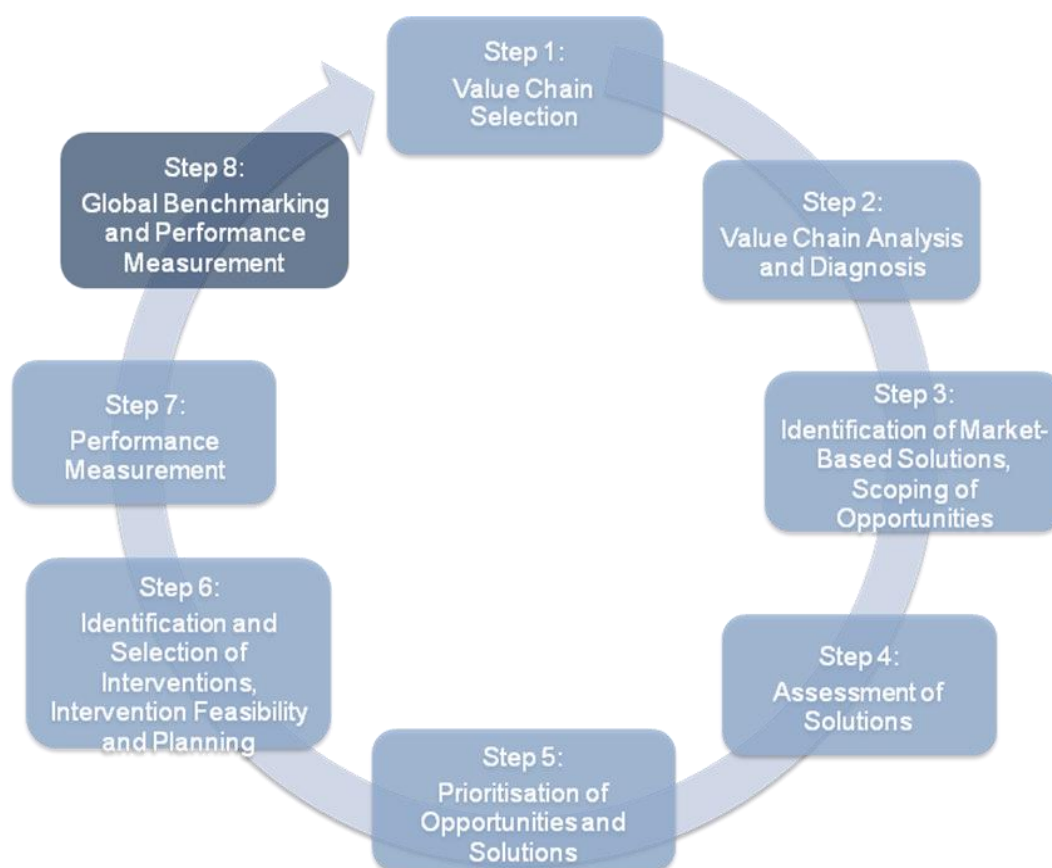 Step 1:
Value Chain
Selection
Step 2:
Value Chain Analysis
and Diagnosis
Step 3:
Identification of Market-
Based Solutions,
Scoping of
Opportunities
Step 4:
Assessment of
Solutions
Step 5:
Prioritisation of
Opportunities and
Solutions
Step 6:
Identification and
Selection of
Interventions,
Intervention Feasibility
and Planning
Step 7:
Performance
Measurement
Step 8:
Global Benchmarking
and Performance
Measurement